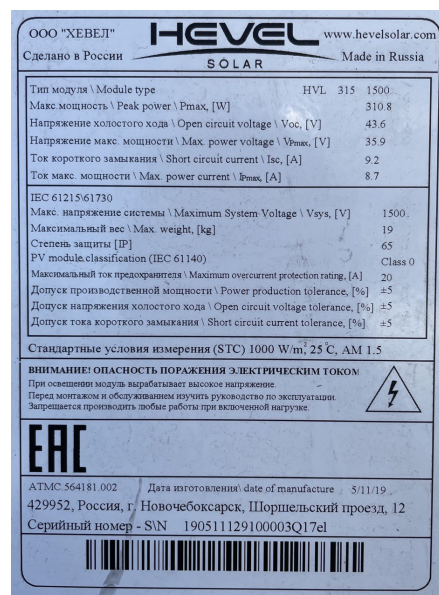 ООО "ХЕВЕЛ" HEVEL www.hevelsolar.com
Сделано в России SOLAR Made in Russia
Тип модуля \ Module type HVL 315 1500
Макс.мощность \ Peak power \ Pmax, [W] 310.8
Напряжение холостого хода \ Open circuit voltage \ Voc, [V] 43.6
Напряжение макс. мощности \ Max. power voltage \ VPmax, [V] 35.9
Ток короткого замыкания \ Short circuit current \ Isc, [A] 9.2
Ток макс. мощности \ Max. power current \ IPmax, [A] 8.7
IEC 61215\61730
Макс. напряжение системы \ Maximum System Voltage \ Vsys, [V] 1500
Максимальный вес \ Max. weight, [kg] 19
Степень защиты [IP] 65
PV module classification (IEC 61140) Class 0
Максимальный ток предохранителя \ Maximum overcurrent protection rating, [A] 20
Допуск производственной мощности \ Power production tolerance, [%] ±5
Допуск напряжения холостого хода \ Open circuit voltage tolerance, [%] ±5
Допуск тока короткого замыкания \ Short circuit current tolerance, [%] ±5
Стандартные условия измерения (STC) 1000 W/m², 25°C, AM 1.5
ВНИМАНИЕ! ОПАСНОСТЬ ПОРАЖЕНИЯ ЭЛЕКТРИЧЕСКИМ ТОКОМ
При освещении модуль вырабатывает высокое напряжение.
Перед монтажом и обслуживанием изучить руководство по эксплуатации.
Запрещается производить любые работы при включенной нагрузке.
EAC
АТМС.564181.002 Дата изготовления\ date of manufacture 5/11/19
429952, Россия, г. Новочебоксарск, Шоршельский проезд, 12
Серийный номер - S\N 190511129100003Q17el